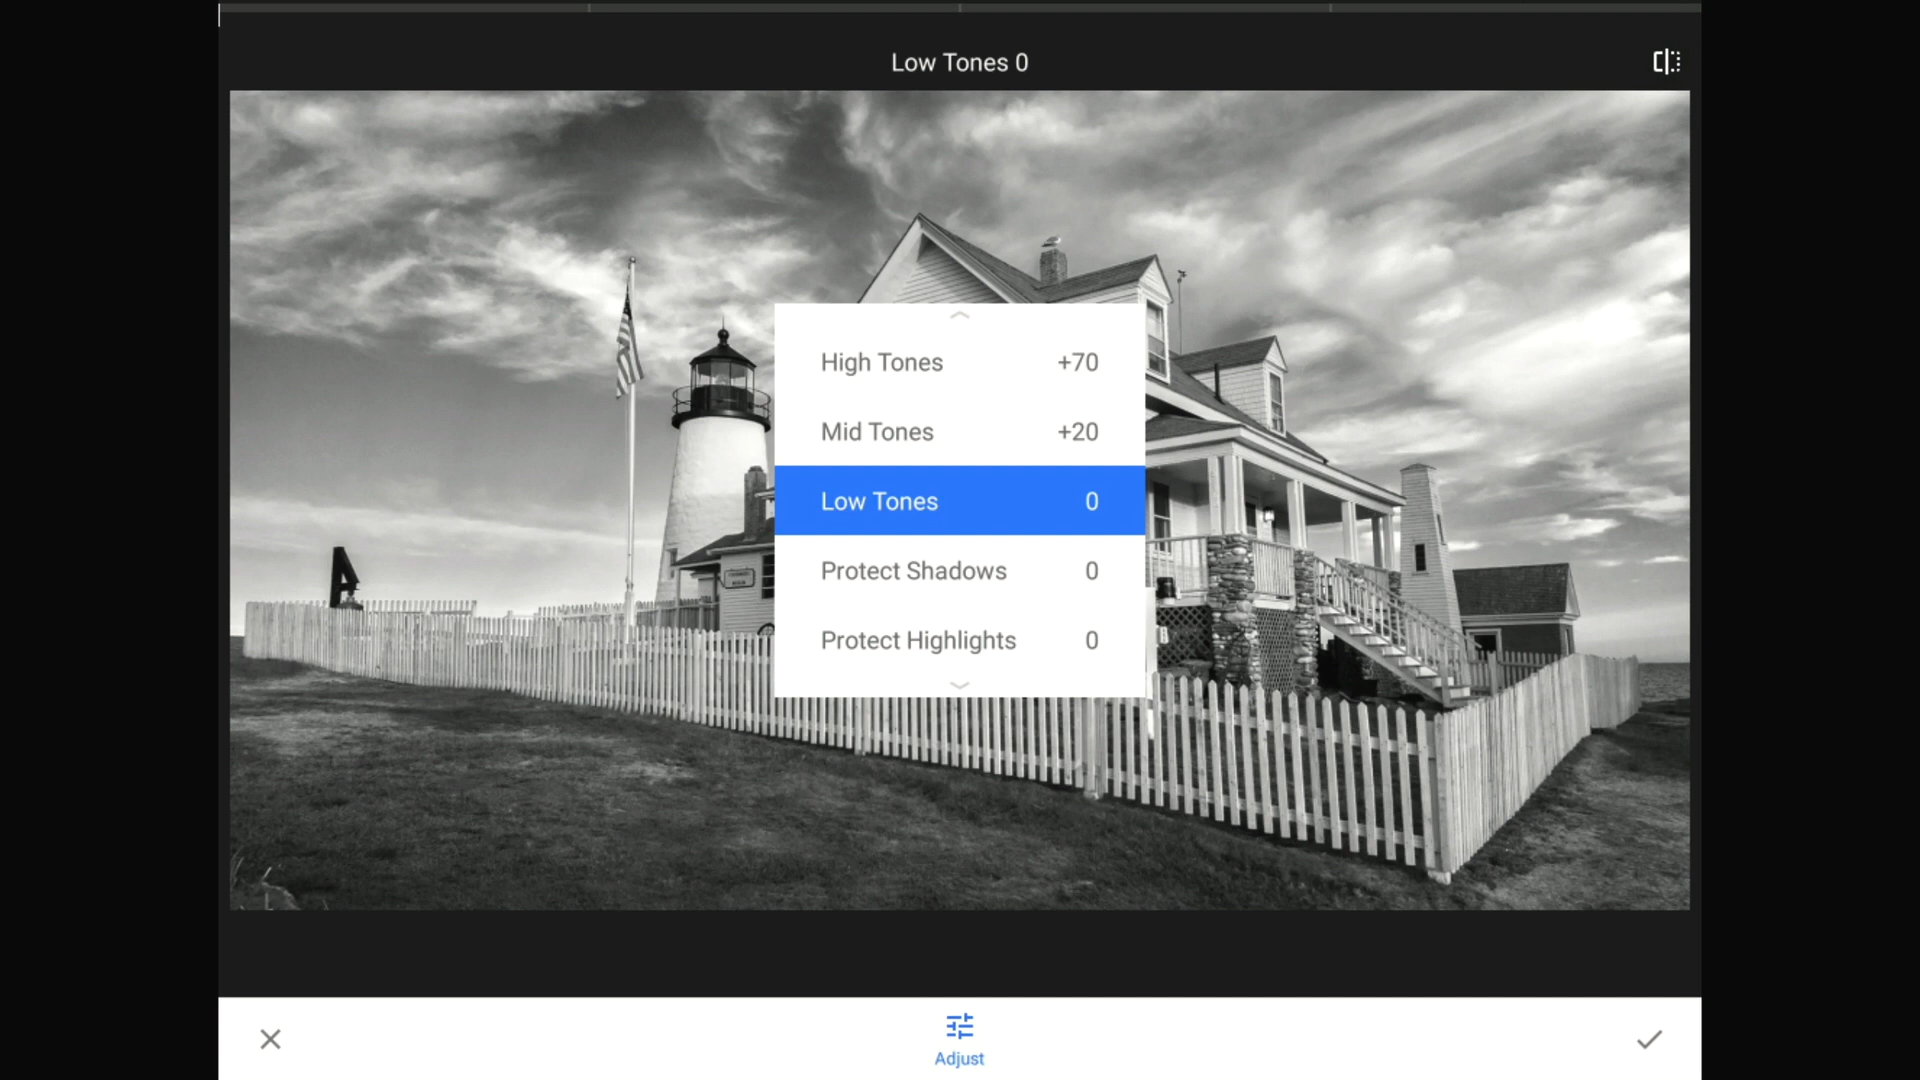 Low Tones 0
High Tones +70
Mid Tones +20
Low Tones 0
Protect Shadows 0
Protect Highlights 0
Adjust